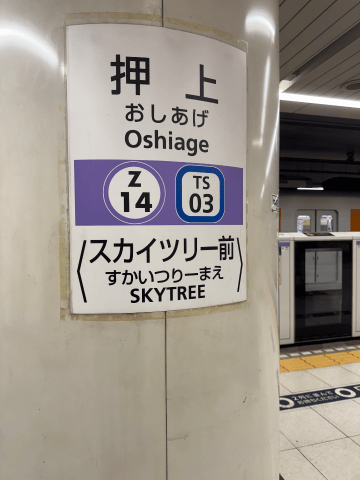 押上
おしあげ
Oshiage
Z
14
TS
03
〈スカイツリー前〉
すかいつりーまえ
SKYTREE